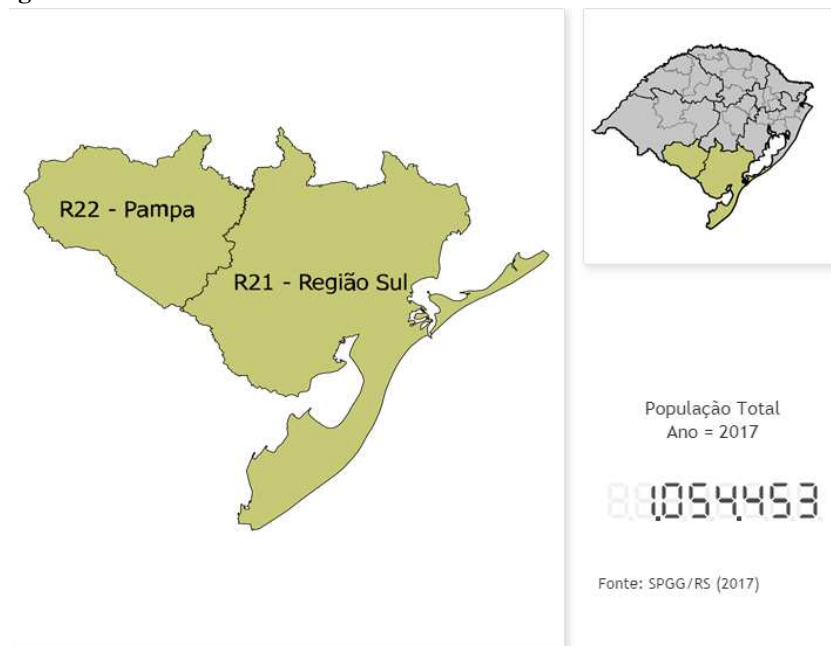 R22 - Pampa
R21 - Região Sul
População Total
Ano = 2017
1.054.453
Fonte: SPGG/RS (2017)